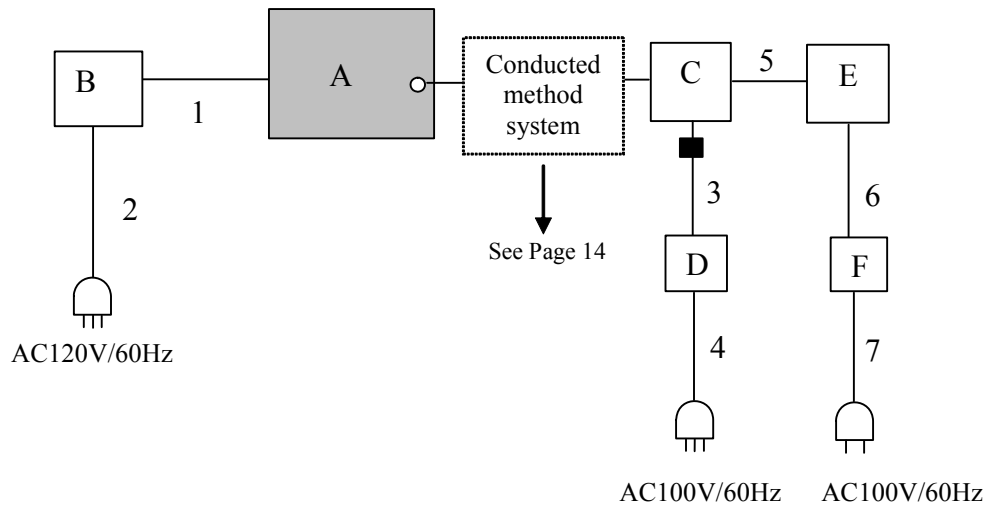 B
1
A
Conducted
method
system
C
5
E
2
3
6
See Page 14
D
F
AC120V/60Hz
4
7
AC100V/60Hz
AC100V/60Hz